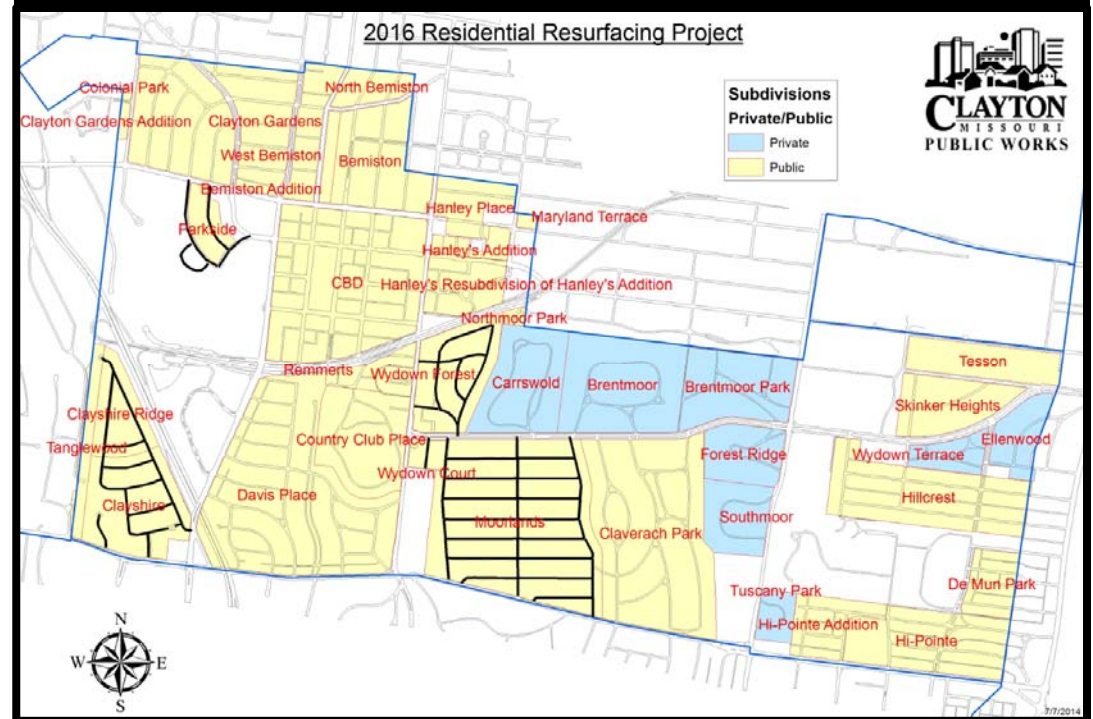 2016 Residential Resurfacing Project
CLAYTON
MISSOURI
PUBLIC WORKS
Subdivisions
Private/Public
Private
Public
Colonial Park
North Bemiston
Clayton Gardens Addition
Clayton Gardens
West Bemiston
Bemiston
Bemiston Addition
Hanley Place
Maryland Terrace
Parkside
Hanley's Addition
CBD
Hanley's Resubdivision of Hanley's Addition
Northmoor Park
Remmerts
Wydown Forest
Carrswold
Brentmoor
Brentmoor Park
Tesson
Skinker Heights
Clayshire Ridge
Tanglewood
Country Club Place
Ellenwood
Forest Ridge
Wydown Terrace
Wydown Court
Davis Place
Hillcrest
Clayshire
Moorlands
Southmoor
Claverach Park
Tuscany Park
De Mun Park
Hi-Pointe Addition
Hi-Pointe
N
W
E
S
7/7/2014